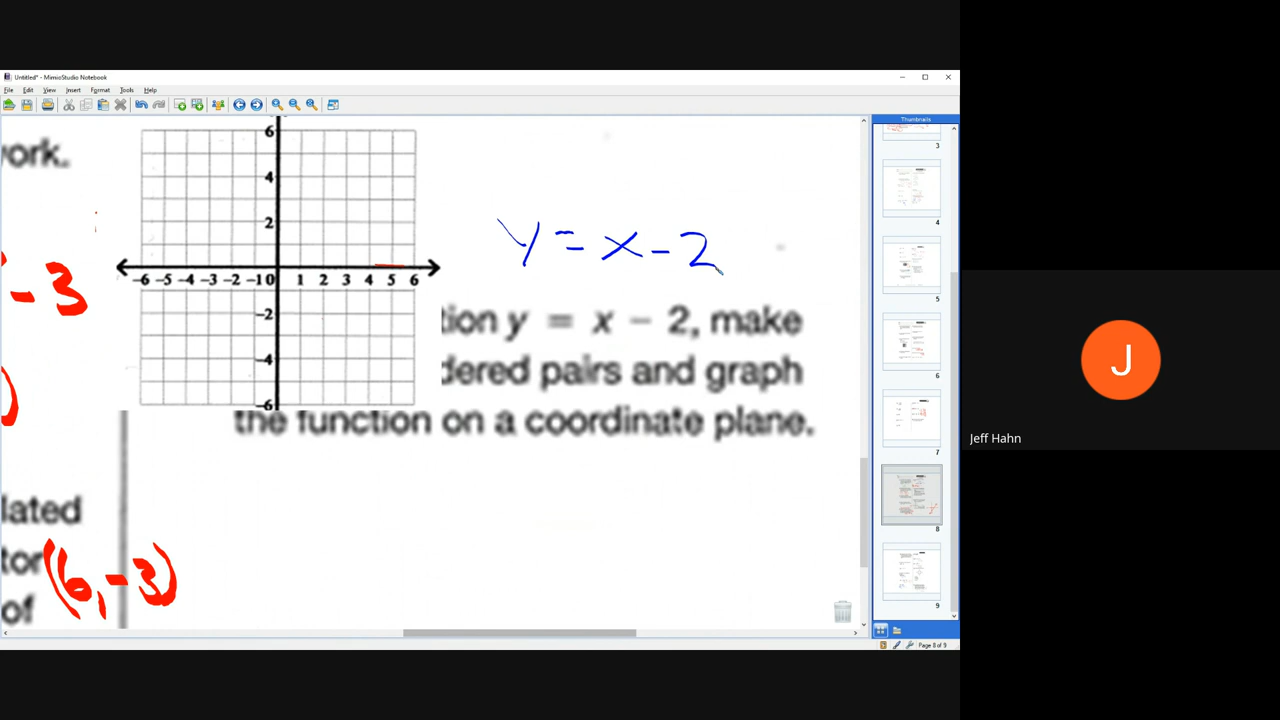 Untitled* - MimioStudio Notebook
File Edit View Insert Format Tools Help
Thumbnails
work.
6
4
2
-6 -5 -4 -3 -2 -1 0 1 2 3 4 5 6
-2
-4
-6
y = x - 2
- 3
)
tion y = x − 2, make
dered pairs and graph
the function on a coordinate plane.
lated
tor
of
(6, -3)
3
4
5
6
7
8
9
Page 8 of 9
J
Jeff Hahn